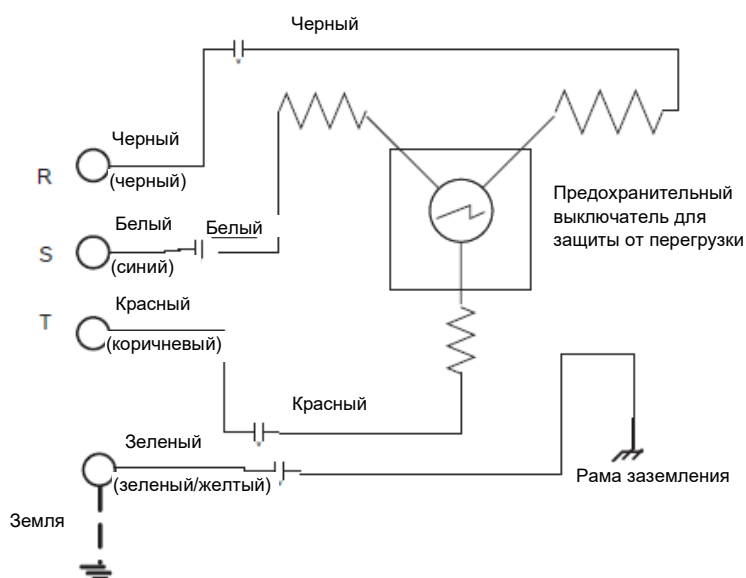 Черный
Черный
R
(черный)
Белый
Белый
S
(синий)
Предохранительный
выключатель для
защиты от перегрузки
Красный
T
(коричневый)
Красный
Зеленый
(зеленый/желтый)
Рама заземления
Земля